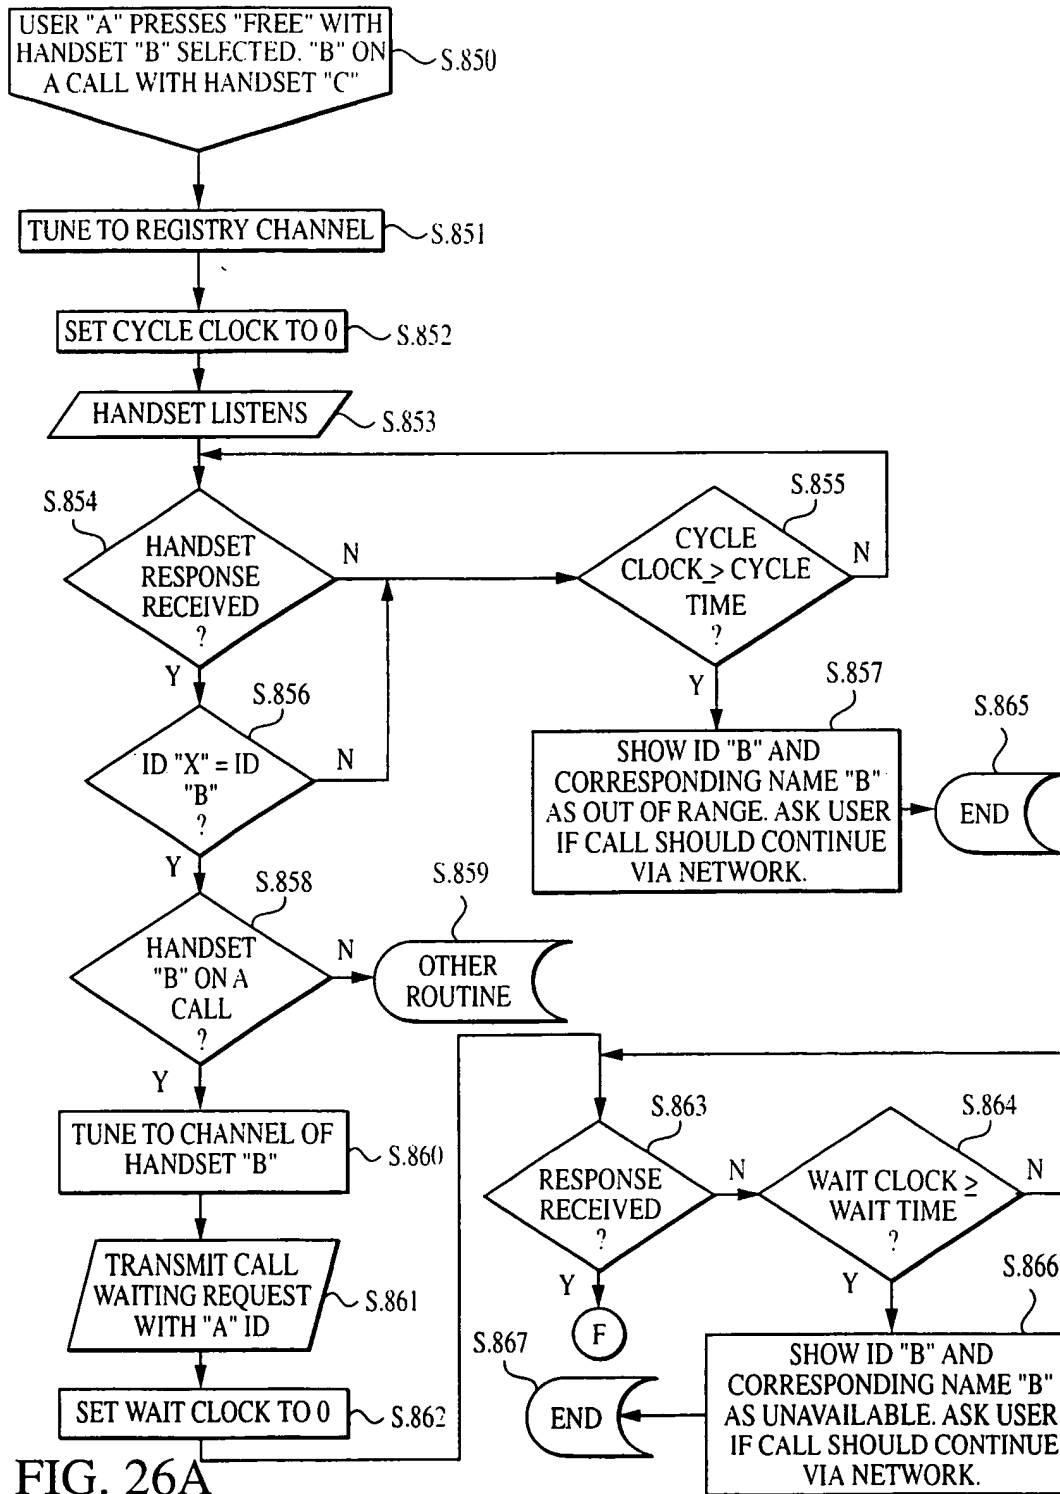 USER "A" PRESSES "FREE" WITH
HANDSET "B" SELECTED. "B" ON
A CALL WITH HANDSET "C"
S.850
TUNE TO REGISTRY CHANNEL
S.851
SET CYCLE CLOCK TO 0
S.852
HANDSET LISTENS
S.853
S.854
HANDSET
RESPONSE
RECEIVED
?
N
Y
S.855
CYCLE
CLOCK ≥ CYCLE
TIME
?
N
Y
S.856
ID "X" = ID
"B"
?
N
Y
S.857
SHOW ID "B" AND
CORRESPONDING NAME "B"
AS OUT OF RANGE. ASK USER
IF CALL SHOULD CONTINUE
VIA NETWORK.
S.865
END
S.858
HANDSET
"B" ON A
CALL
?
N
Y
S.859
OTHER
ROUTINE
TUNE TO CHANNEL OF
HANDSET "B"
S.860
TRANSMIT CALL
WAITING REQUEST
WITH "A" ID
S.861
SET WAIT CLOCK TO 0
S.862
S.863
RESPONSE
RECEIVED
?
N
Y
F
S.864
WAIT CLOCK ≥
WAIT TIME
?
N
Y
S.866
SHOW ID "B" AND
CORRESPONDING NAME "B"
AS UNAVAILABLE. ASK USER
IF CALL SHOULD CONTINUE
VIA NETWORK.
S.867
END
FIG. 26A